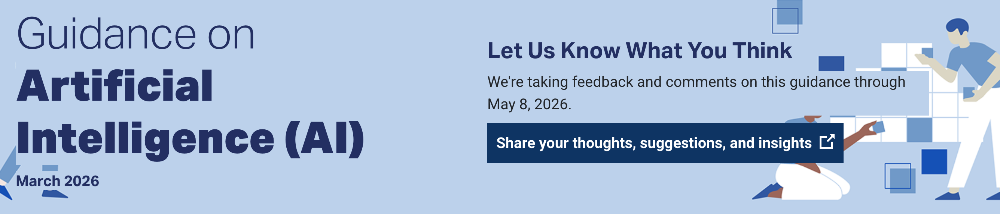 Guidance on
Artificial
Intelligence (AI)
March 2026
Let Us Know What You Think
We're taking feedback and comments on this guidance through
May 8, 2026.
Share your thoughts, suggestions, and insights